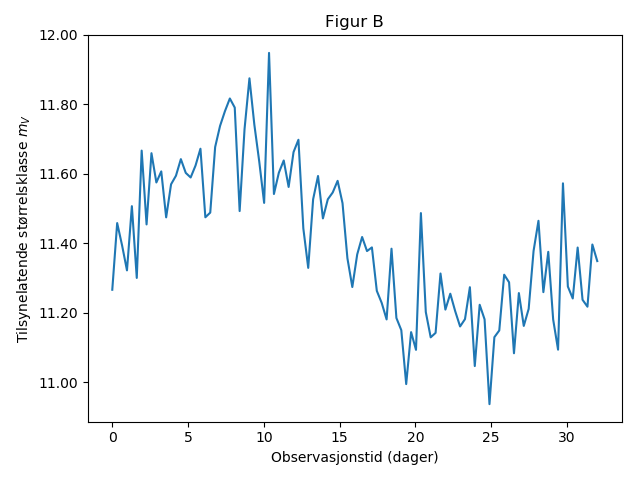 Figur B
12.00
11.80
11.60
11.40
11.20
11.00
Tilsynelatende størrelsklasse m_V
0 5 10 15 20 25 30
Observasjonstid (dager)